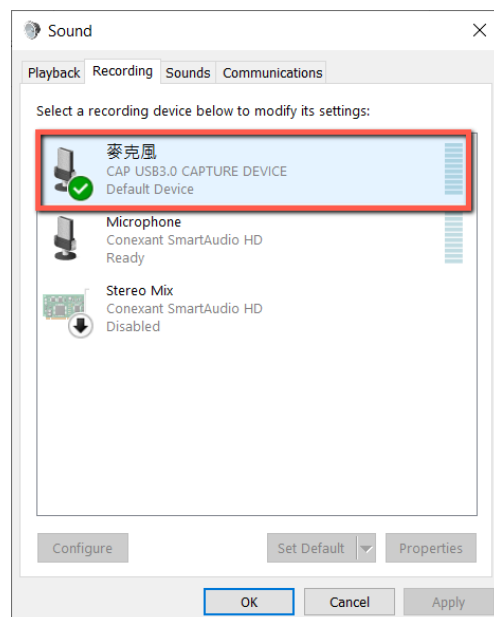 Sound
Playback Recording Sounds Communications
Select a recording device below to modify its settings:
麥克風
CAP USB3.0 CAPTURE DEVICE
Default Device
Microphone
Conexant SmartAudio HD
Ready
Stereo Mix
Conexant SmartAudio HD
Disabled
Configure Set Default Properties
OK Cancel Apply